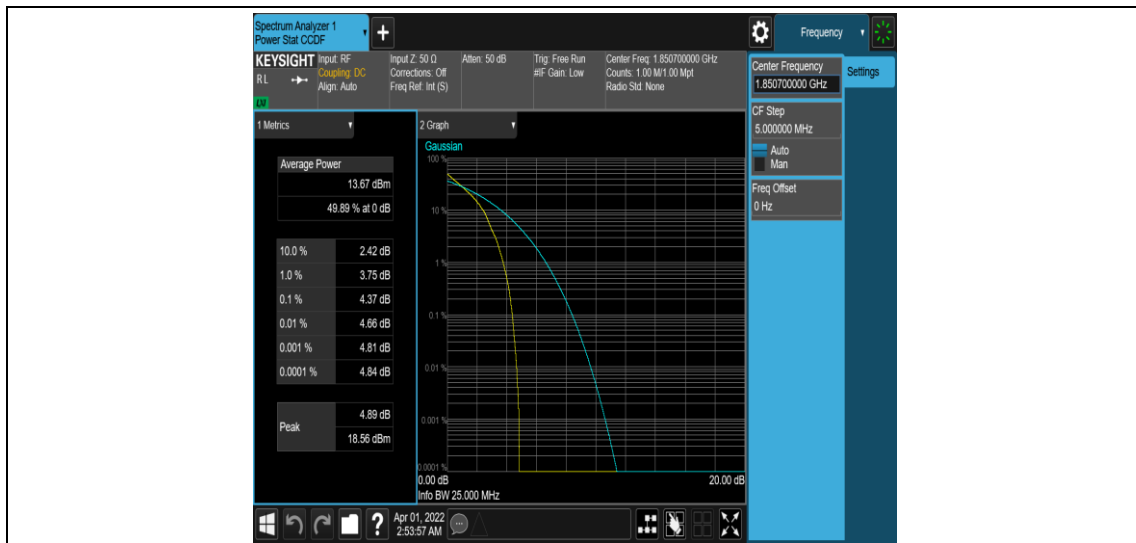 Spectrum Analyzer 1
Power Stat CCDF
Frequency
KEYSIGHT
R L
LXI
Input: RF
Coupling: DC
Align: Auto
Input Z: 50 Ω
Corrections: Off
Freq Ref: Int (S)
Atten: 50 dB
Trig: Free Run
#IF Gain: Low
Center Freq: 1.850700000 GHz
Counts: 1.00 M/1.00 Mpt
Radio Std: None
Center Frequency
1.850700000 GHz
Settings
CF Step
5.000000 MHz
Auto
Man
Freq Offset
0 Hz
1 Metrics
Average Power
13.67 dBm
49.89 % at 0 dB
10.0 % 2.42 dB
1.0 % 3.75 dB
0.1 % 4.37 dB
0.01 % 4.66 dB
0.001 % 4.81 dB
0.0001 % 4.84 dB
Peak
4.89 dB
18.56 dBm
2 Graph
Gaussian
100 %
10 %
1 %
0.1 %
0.01 %
0.001 %
0.0001 %
0.00 dB 20.00 dB
Info BW 25.000 MHz
?
Apr 01, 2022
2:53:57 AM